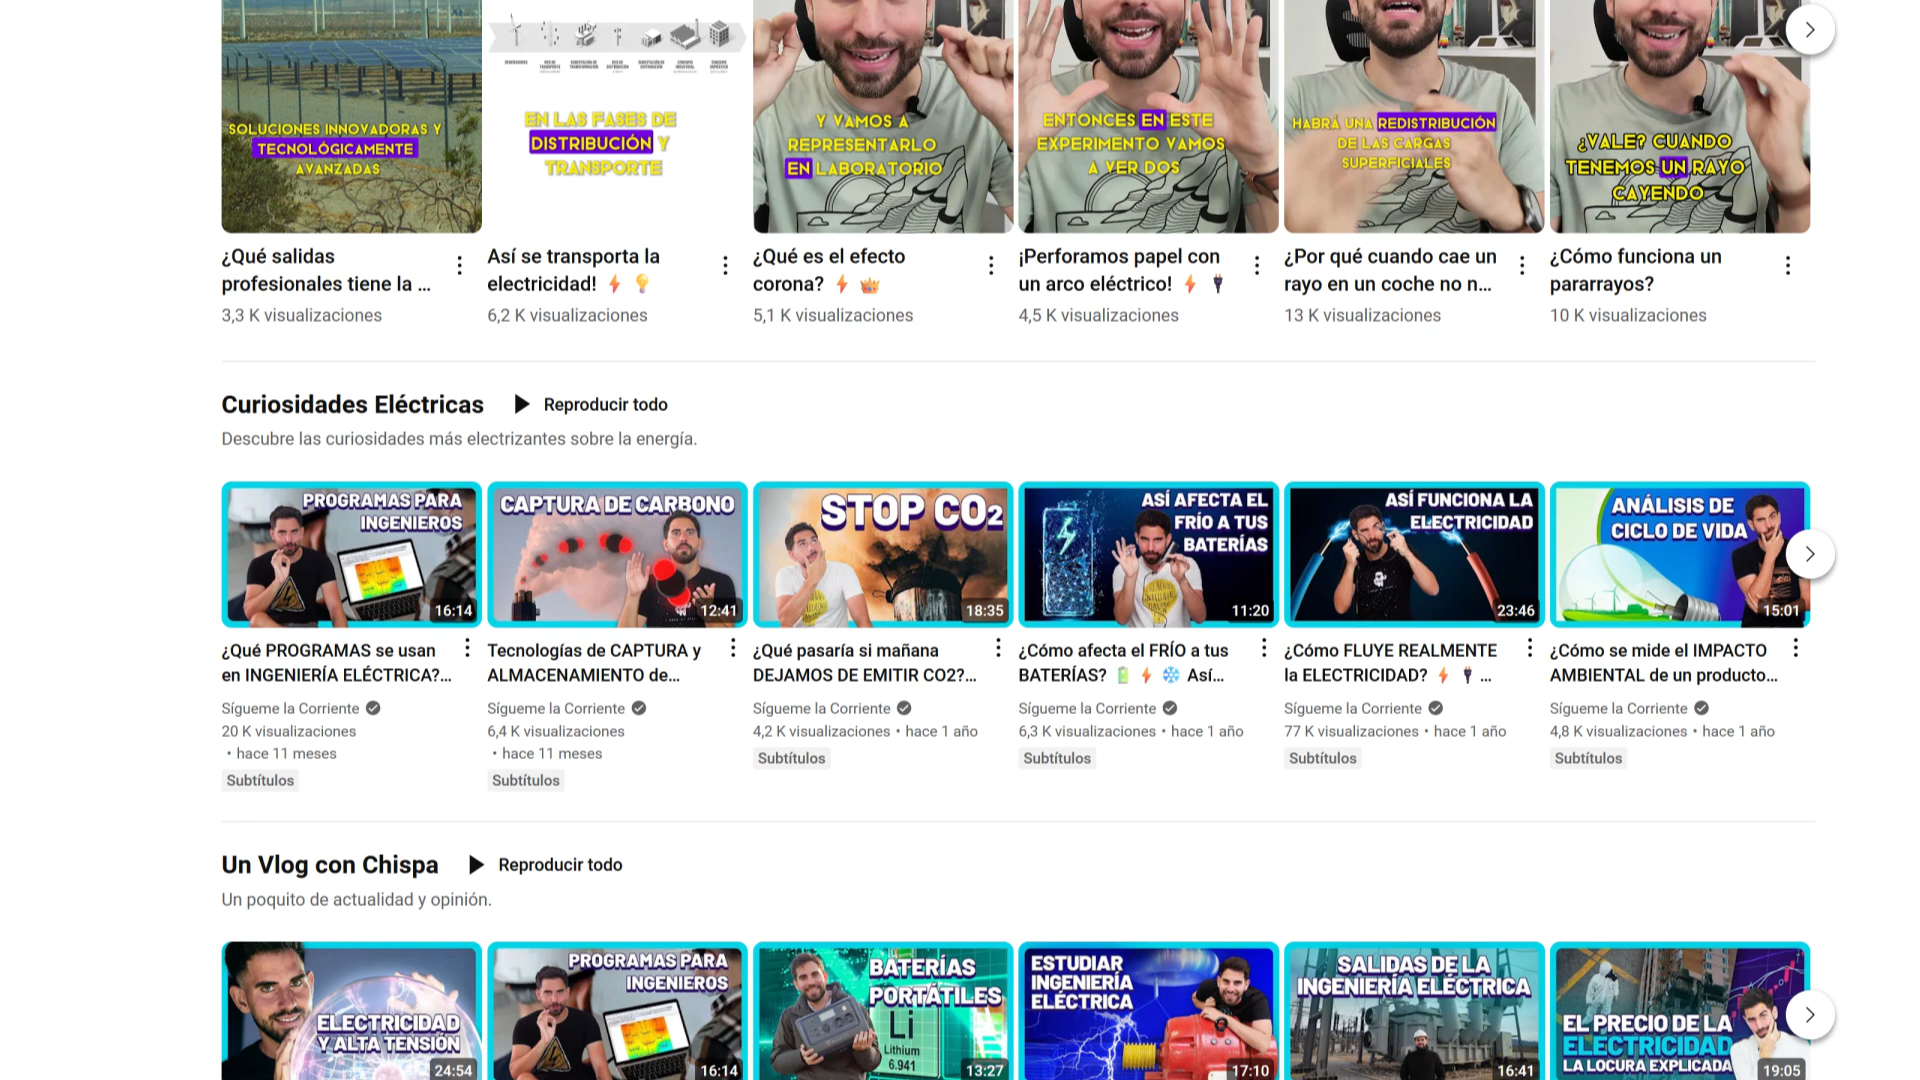 SOLUCIONES INNOVADORAS Y
TECNOLÓGICAMENTE
AVANZADAS
EN LAS FASES DE
DISTRIBUCIÓN Y
TRANSPORTE
Y VAMOS A
REPRESENTARLO
EN LABORATORIO
ENTONCES EN ESTE
EXPERIMENTO VAMOS
A VER DOS
HABRÁ UNA REDISTRIBUCIÓN
DE LAS CARGAS
SUPERFICIALES
¿VALE? CUANDO
TENEMOS UN RAYO
CAYENDO
¿Qué salidas
profesionales tiene la ...
3,3 K visualizaciones
Así se transporta la
electricidad! ⚡ 💡
6,2 K visualizaciones
¿Qué es el efecto
corona? ⚡ 👑
5,1 K visualizaciones
¡Perforamos papel con
un arco eléctrico! ⚡ 🔌
4,5 K visualizaciones
¿Por qué cuando cae un
rayo en un coche no n...
13 K visualizaciones
¿Cómo funciona un
pararrayos?
10 K visualizaciones
Curiosidades Eléctricas
Reproducir todo
Descubre las curiosidades más electrizantes sobre la energía.
PROGRAMAS PARA
INGENIEROS
16:14
CAPTURA DE CARBONO
12:41
STOP CO2
18:35
ASÍ AFECTA EL
FRÍO A TUS
BATERÍAS
11:20
ASÍ FUNCIONA LA
ELECTRICIDAD
23:46
ANÁLISIS DE
CICLO DE VIDA
15:01
¿Qué PROGRAMAS se usan
en INGENIERÍA ELÉCTRICA?...
Sígueme la Corriente
20 K visualizaciones
• hace 11 meses
Subtítulos
Tecnologías de CAPTURA y
ALMACENAMIENTO de...
Sígueme la Corriente
6,4 K visualizaciones
• hace 11 meses
Subtítulos
¿Qué pasaría si mañana
DEJAMOS DE EMITIR CO2?...
Sígueme la Corriente
4,2 K visualizaciones • hace 1 año
Subtítulos
¿Cómo afecta el FRÍO a tus
BATERÍAS? 🔋 ⚡ ❄️ Así...
Sígueme la Corriente
6,3 K visualizaciones • hace 1 año
Subtítulos
¿Cómo FLUYE REALMENTE
la ELECTRICIDAD? ⚡ 🔌 ...
Sígueme la Corriente
77 K visualizaciones • hace 1 año
Subtítulos
¿Cómo se mide el IMPACTO
AMBIENTAL de un producto...
Sígueme la Corriente
4,8 K visualizaciones • hace 1 año
Subtítulos
Un Vlog con Chispa
Reproducir todo
Un poquito de actualidad y opinión.
ELECTRICIDAD
Y ALTA TENSIÓN
24:54
PROGRAMAS PARA
INGENIEROS
16:14
BATERÍAS
PORTÁTILES
Li
Lithium
6.941
13:27
ESTUDIAR
INGENIERÍA
ELÉCTRICA
17:10
SALIDAS DE LA
INGENIERÍA ELÉCTRICA
16:41
EL PRECIO DE LA
ELECTRICIDAD
LA LOCURA EXPLICADA
19:05